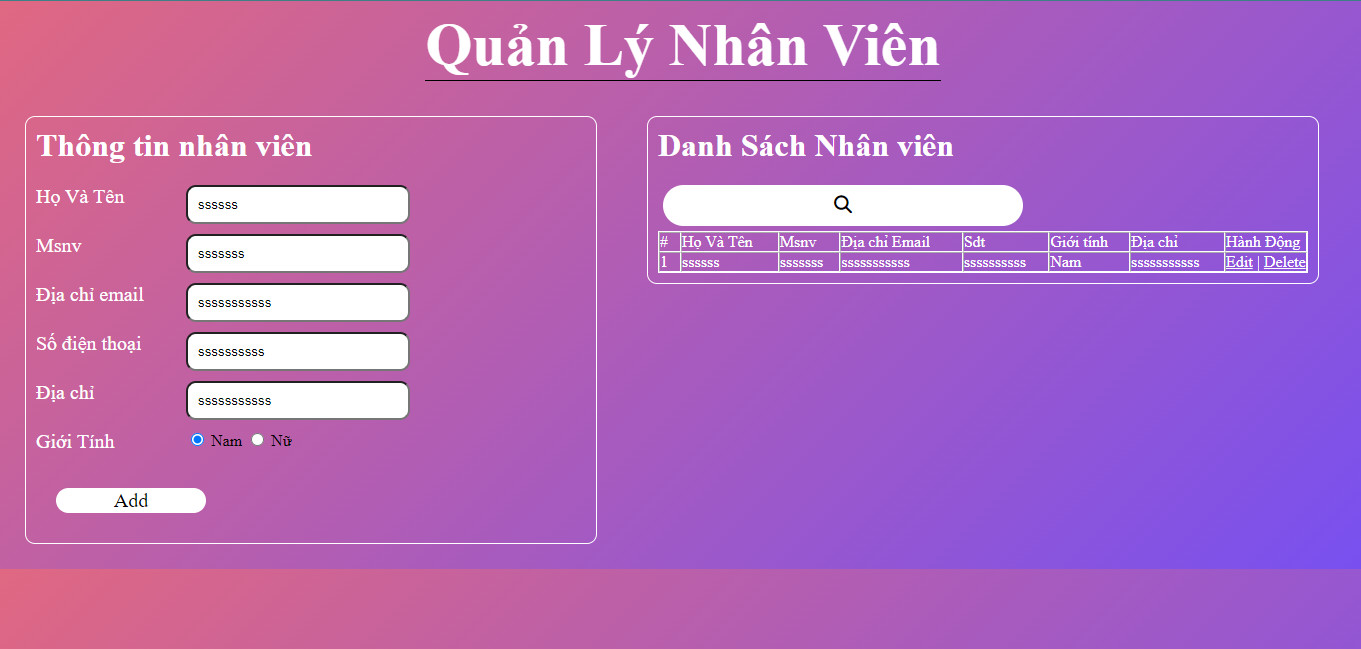 Quản Lý Nhân Viên
Thông tin nhân viên
Họ Và Tên ssssss
Msnv sssssss
Địa chỉ email sssssssssss
Số điện thoại ssssssssss
Địa chỉ sssssssssss
Giới Tính Nam Nữ
Add
Danh Sách Nhân viên
# Họ Và Tên Msnv Địa chỉ Email Sdt Giới tính Địa chỉ Hành Động
1 ssssss sssssss sssssssssss ssssssssss Nam sssssssssss Edit | Delete